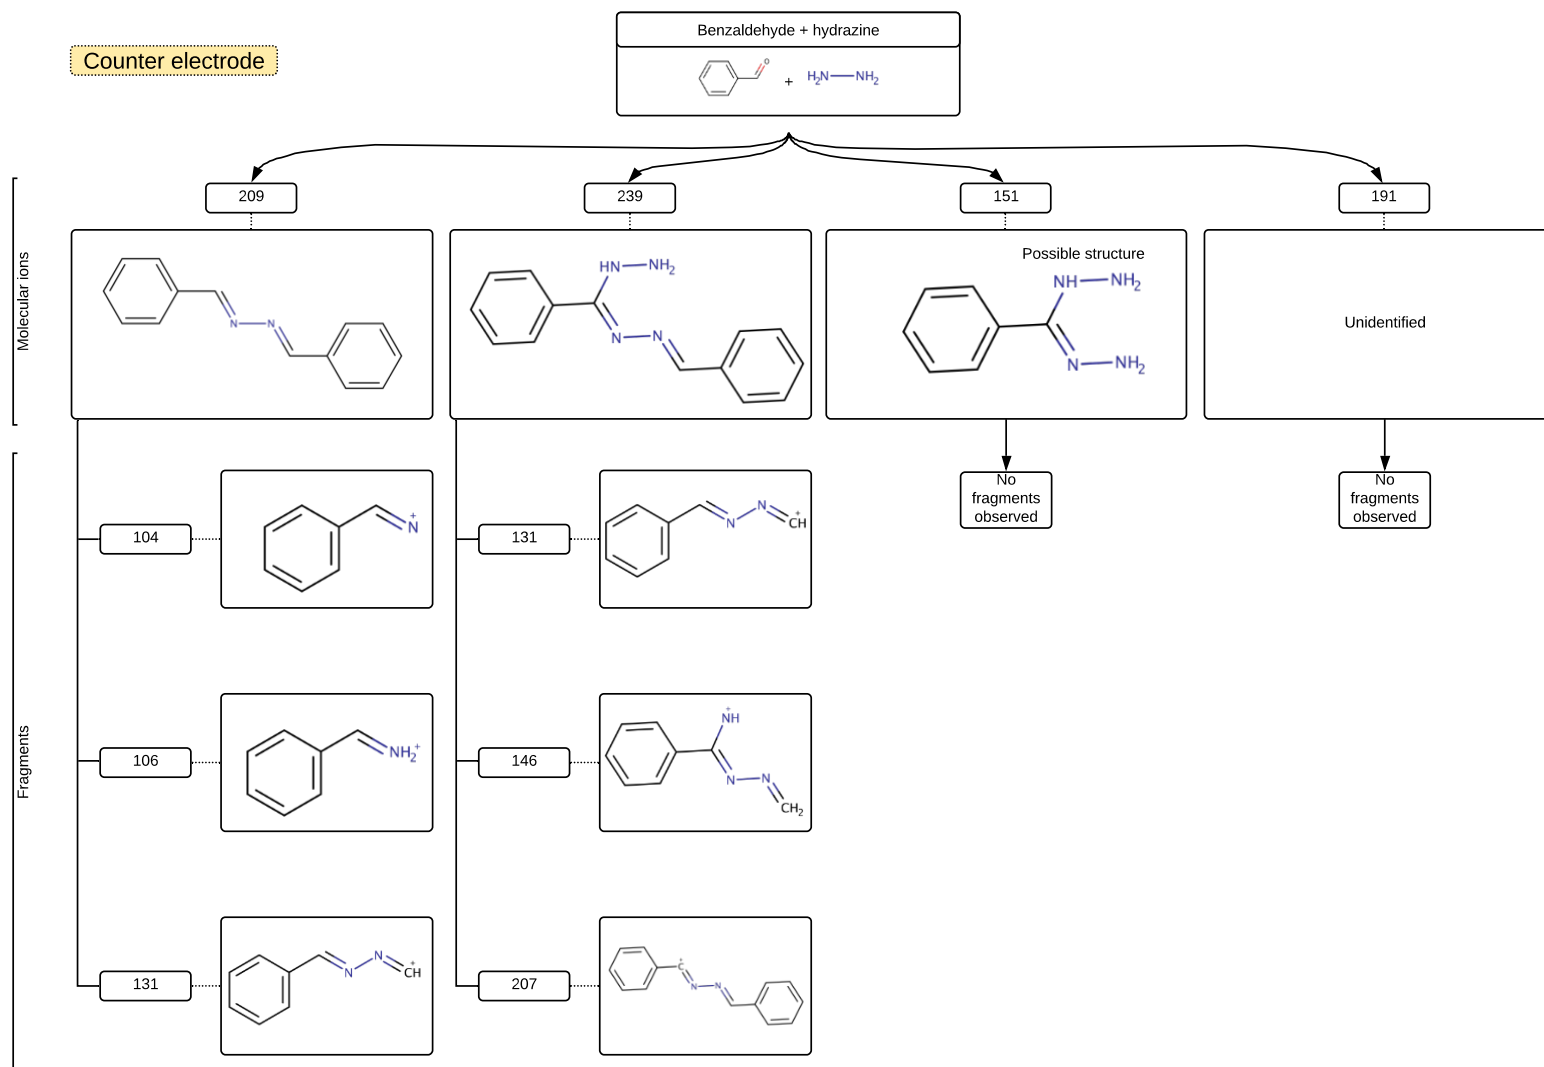 Benzaldehyde + hydrazine
Counter electrode
O
+ H2N NH2
209 239 151 191
Molecular ions
N N
HN NH2
N N
Possible structure
NH NH2
N NH2
Unidentified
Fragments
104
N+
131
N N CH+
No
fragments
observed
No
fragments
observed
106
NH2+
146
NH+
N N
CH2
131
N N CH+
207
C+
N N